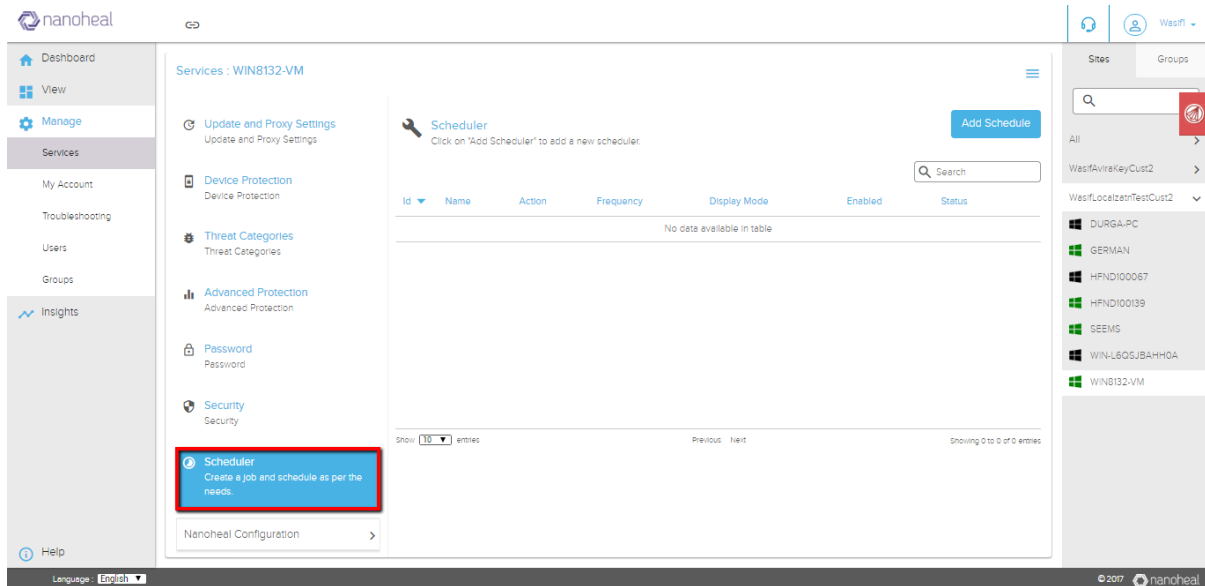 nanoheal
Wasif1
Dashboard
View
Manage
Services
My Account
Troubleshooting
Users
Groups
Insights
Help
Services : WIN8132-VM
Update and Proxy Settings
Update and Proxy Settings
Device Protection
Device Protection
Threat Categories
Threat Categories
Advanced Protection
Advanced Protection
Password
Password
Security
Security
Scheduler
Create a job and schedule as per the
needs.
Nanoheal Configuration
Scheduler
Click on "Add Scheduler" to add a new scheduler.
Add Schedule
Search
Id Name Action Frequency Display Mode Enabled Status
No data available in table
Show 10 entries Previous Next Showing 0 to 0 of 0 entries
Sites Groups
All
WasifAviraKeyCust2
WasifLocalzatnTestCust2
DURGA-PC
GERMAN
HFND100067
HFND100139
SEEMS
WIN-L6QSJBAHH0A
WIN8132-VM
Language : English
© 2017 nanoheal